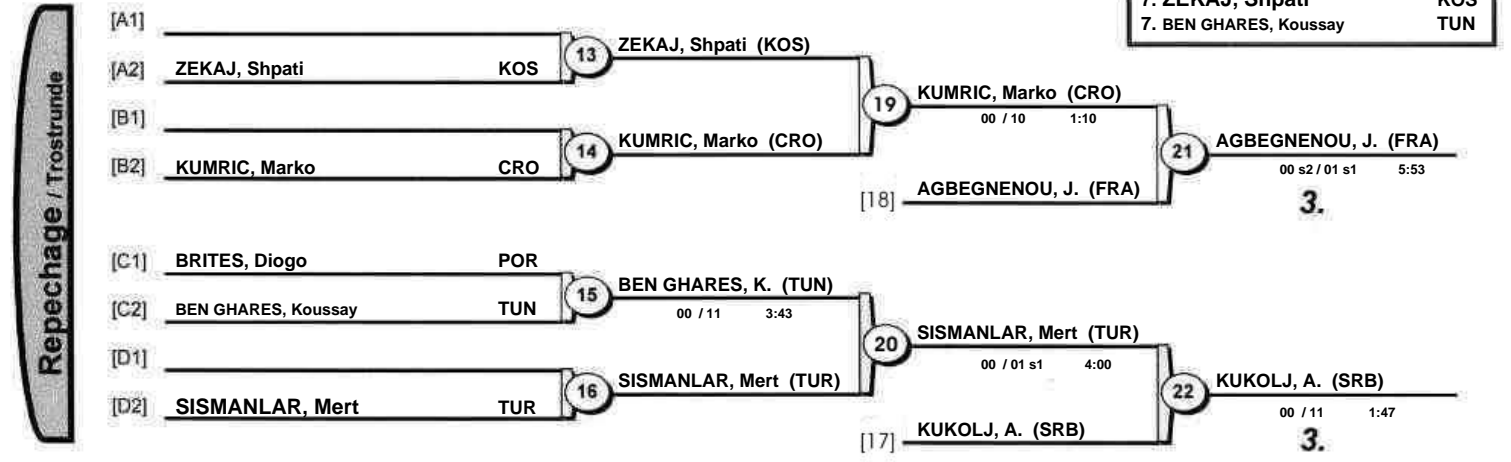 7. ZEKAJ, Shpati KOS
7. BEN GHARES, Koussay TUN
Repechage / Trostrunde
[A1]
[A2] ZEKAJ, Shpati KOS
13 ZEKAJ, Shpati (KOS)
[B1]
[B2] KUMRIC, Marko CRO
14 KUMRIC, Marko (CRO)
19 KUMRIC, Marko (CRO)
00 / 10 1:10
[18] AGBEGNENOU, J. (FRA)
21 AGBEGNENOU, J. (FRA)
00 s2 / 01 s1 5:53
3.
[C1] BRITES, Diogo POR
[C2] BEN GHARES, Koussay TUN
15 BEN GHARES, K. (TUN)
00 / 11 3:43
[D1]
[D2] SISMANLAR, Mert TUR
16 SISMANLAR, Mert (TUR)
20 SISMANLAR, Mert (TUR)
00 / 01 s1 4:00
[17] KUKOLJ, A. (SRB)
22 KUKOLJ, A. (SRB)
00 / 11 1:47
3.